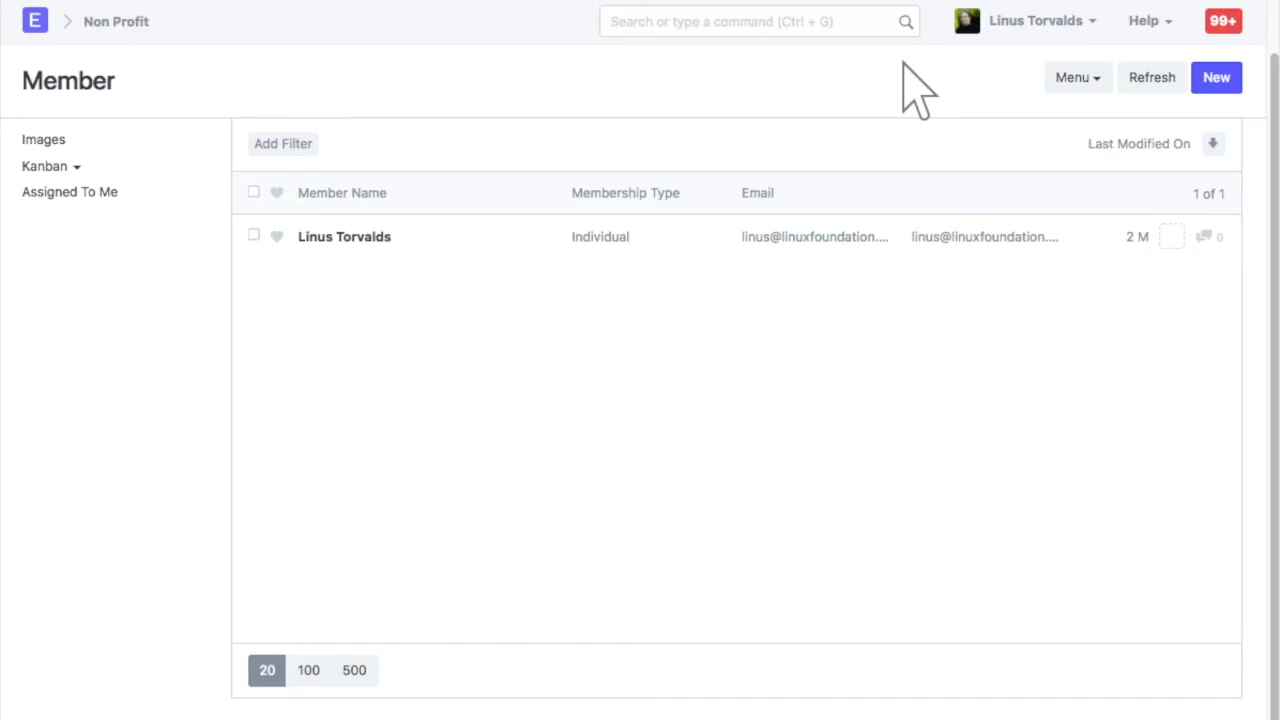 E Non Profit Search or type a command (Ctrl + G) Linus Torvalds Help 99+
Member Menu Refresh New
Images
Kanban
Assigned To Me
Add Filter Last Modified On
Member Name Membership Type Email 1 of 1
Linus Torvalds Individual linus@linuxfoundation.... linus@linuxfoundation.... 2 M 0
20 100 500